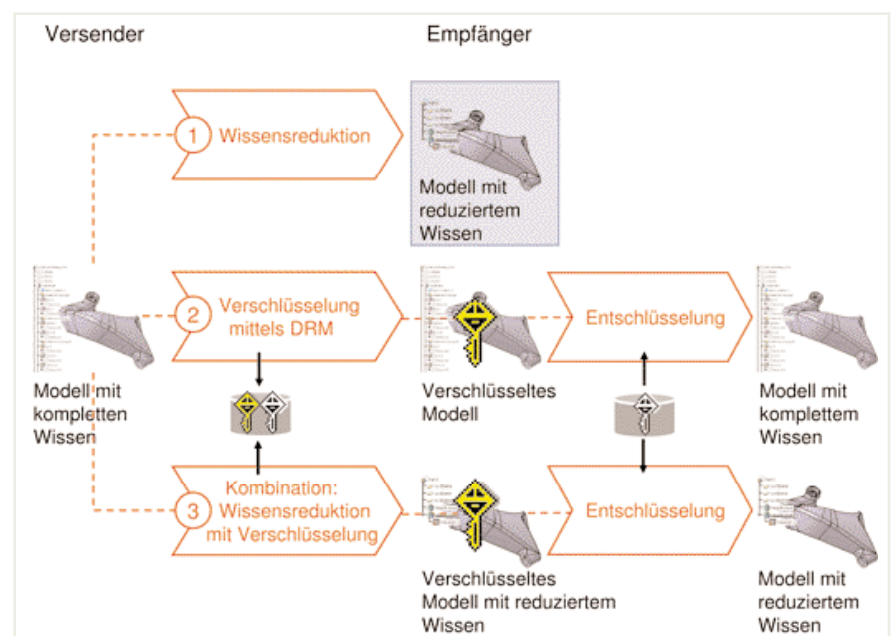 Versender
Empfänger
1
Wissensreduktion
Modell mit
reduziertem
Wissen
Modell mit
kompletten
Wissen
2
Verschlüsselung
mittels DRM
Verschlüsseltes
Modell
Entschlüsselung
Modell mit
komplettem
Wissen
3
Kombination:
Wissensreduktion
mit Verschlüsselung
Verschlüsseltes
Modell mit reduziertem
Wissen
Entschlüsselung
Modell mit
reduziertem
Wissen